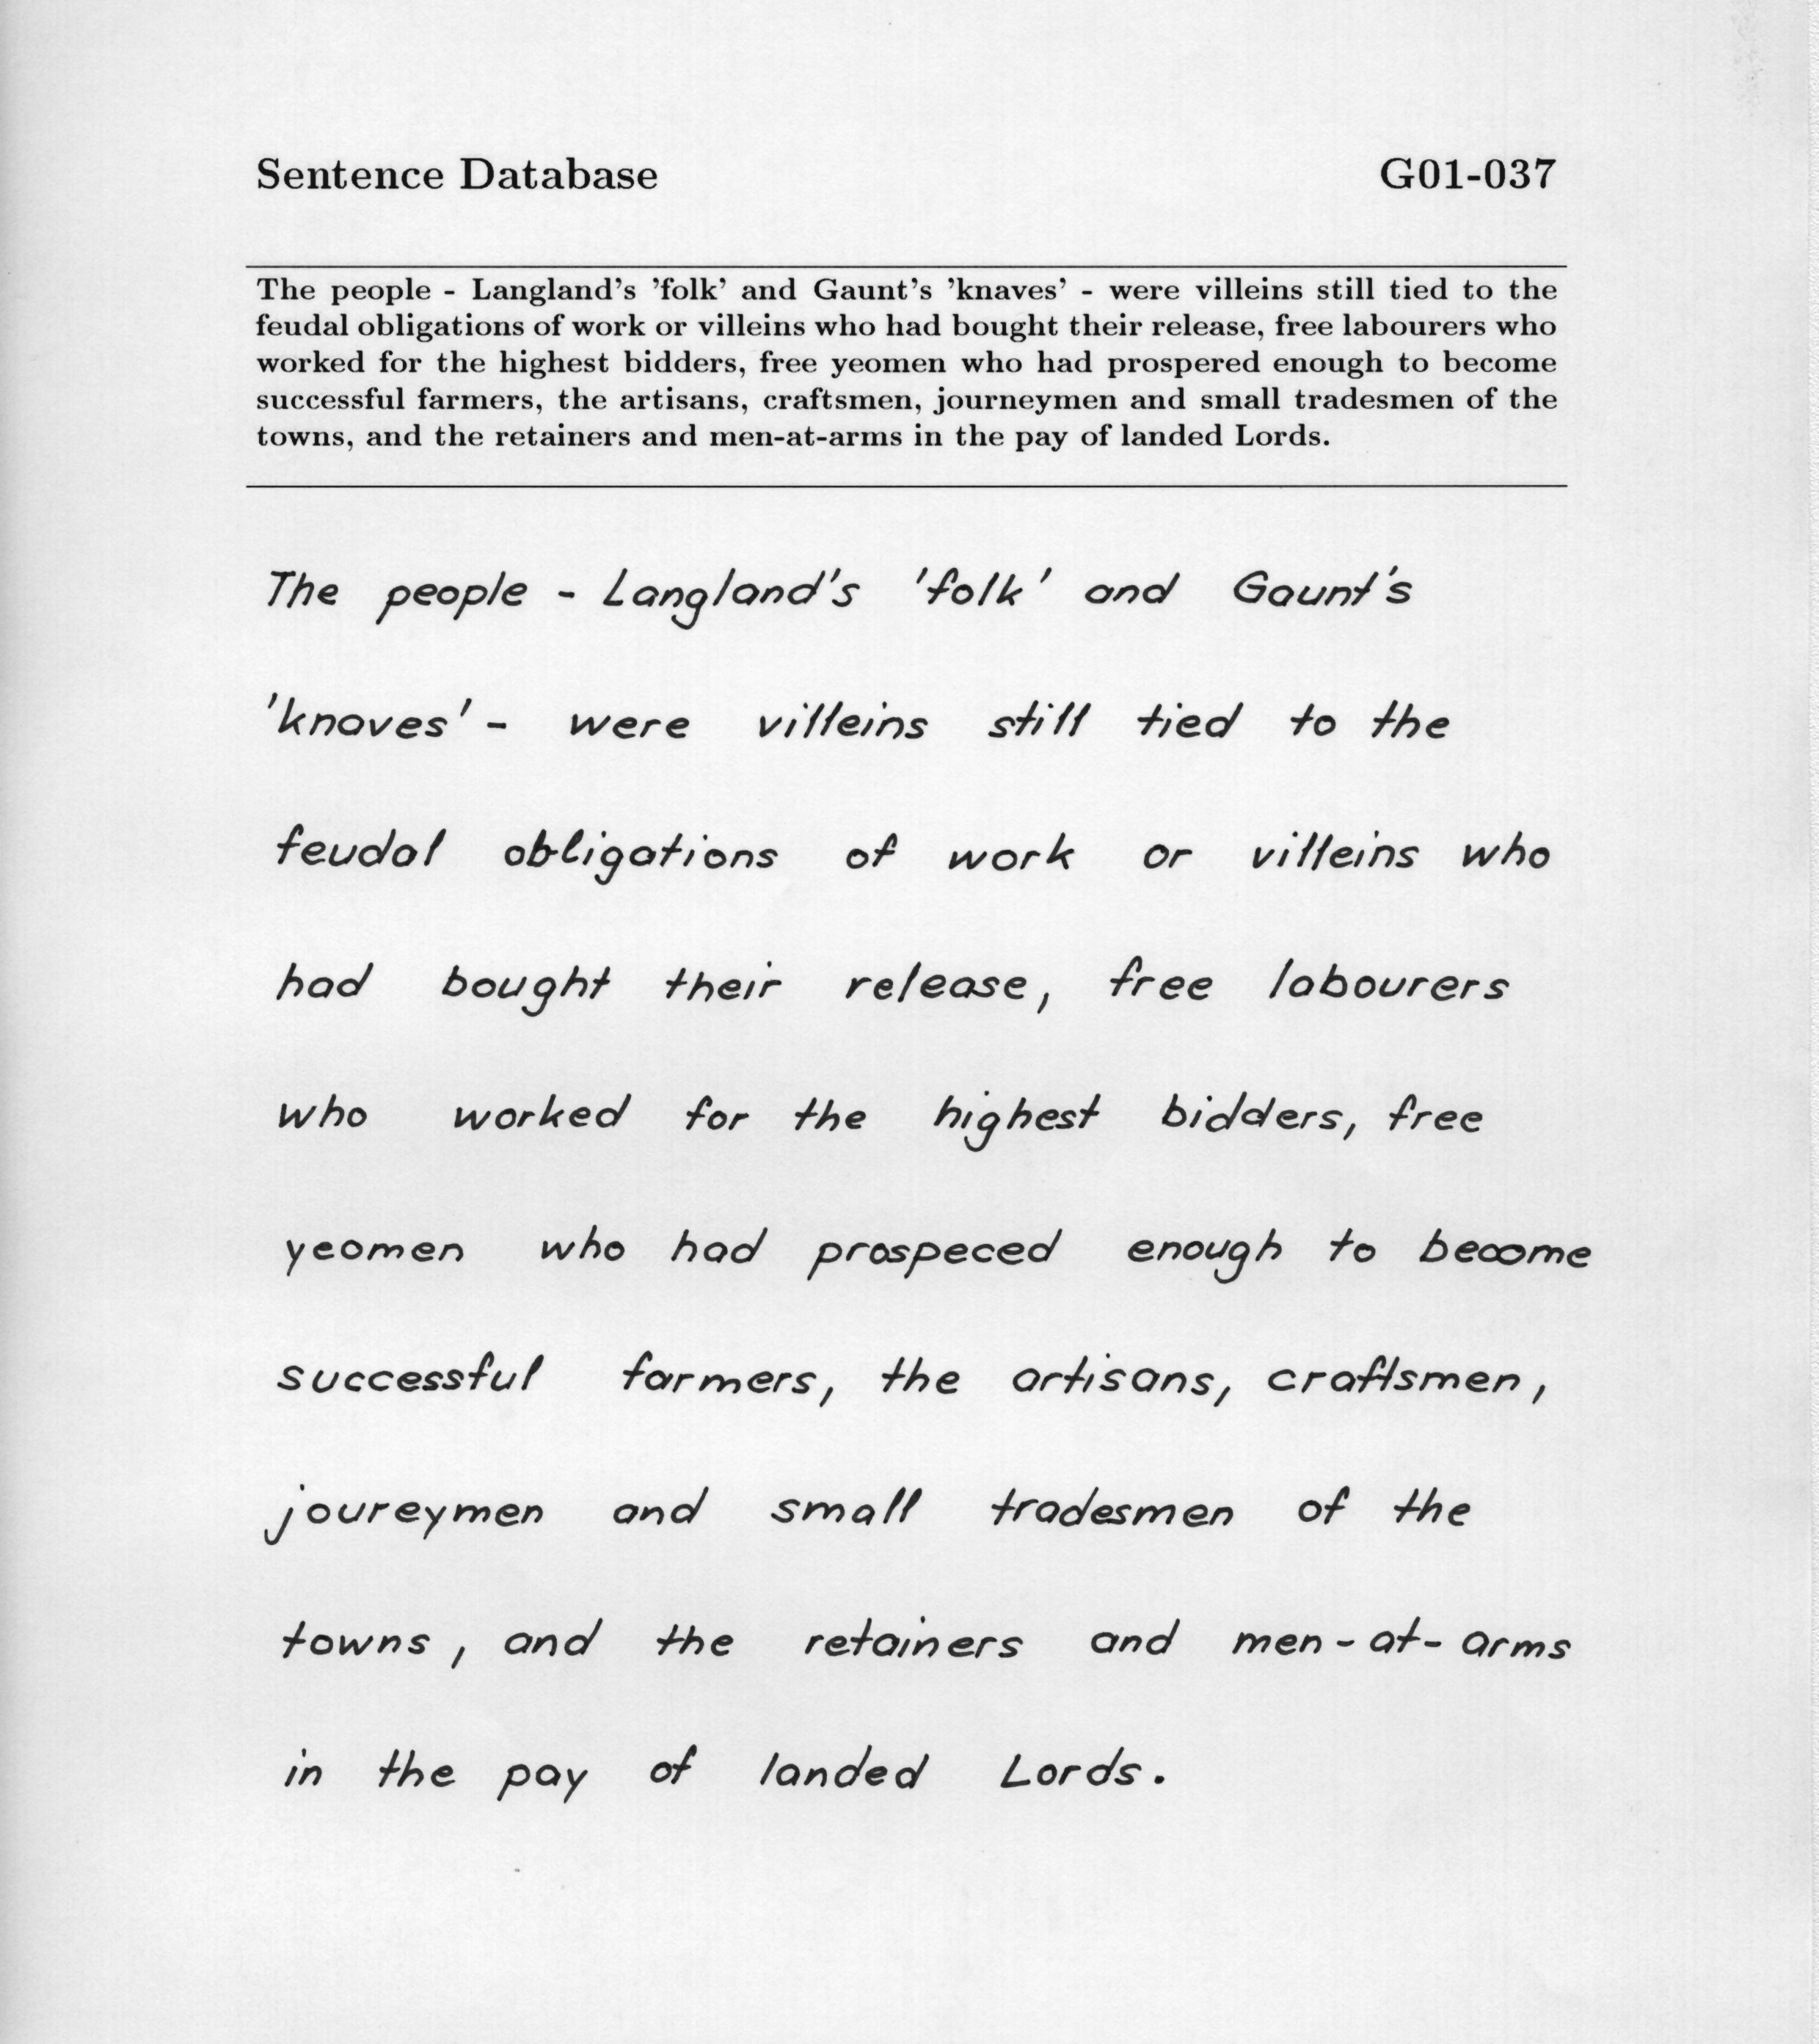 Sentence Database G01-037
The people - Langland's 'folk' and Gaunt's 'knaves' - were villeins still tied to the
feudal obligations of work or villeins who had bought their release, free labourers who
worked for the highest bidders, free yeomen who had prospered enough to become
successful farmers, the artisans, craftsmen, journeymen and small tradesmen of the
towns, and the retainers and men-at-arms in the pay of landed Lords.
The people - Langland's 'folk' and Gaunt's
'knaves' - were villeins still tied to the
feudal obligations of work or villeins who
had bought their release, free labourers
who worked for the highest bidders, free
yeomen who had prospeced enough to become
successful farmers, the artisans, craftsmen,
joureymen and small tradesmen of the
towns, and the retainers and men-at-arms
in the pay of landed Lords.